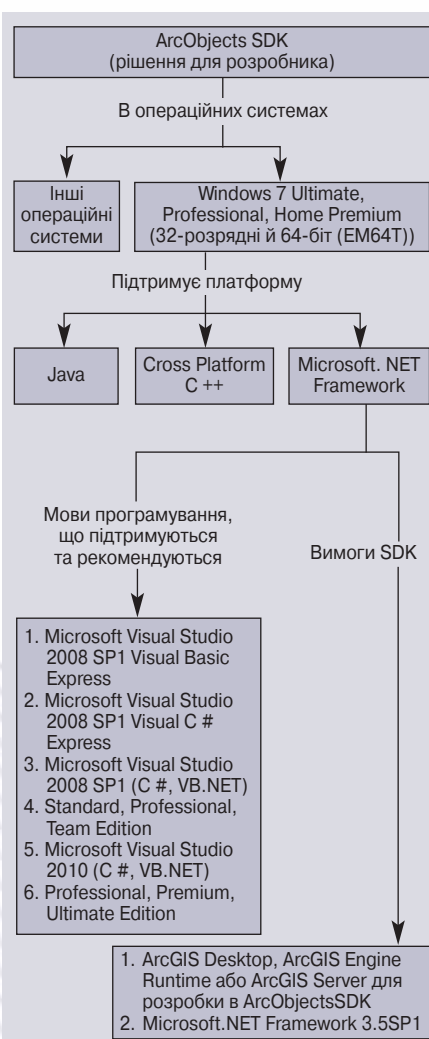 ArcObjects SDK
(рішення для розробника)
В операційних системах
Інші
операційні
системи
Windows 7 Ultimate,
Professional, Home Premium
(32-розрядні й 64-біт (EM64T))
Підтримує платформу
Java
Cross Platform
C ++
Microsoft. NET
Framework
Мови програмування,
що підтримуються
та рекомендуються
Вимоги SDK
1. Microsoft Visual Studio
2008 SP1 Visual Basic
Express
2. Microsoft Visual Studio
2008 SP1 Visual C #
Express
3. Microsoft Visual Studio
2008 SP1 (C #, VB.NET)
4. Standard, Professional,
Team Edition
5. Microsoft Visual Studio
2010 (C #, VB.NET)
6. Professional, Premium,
Ultimate Edition
1. ArcGIS Desktop, ArcGIS Engine
Runtime або ArcGIS Server для
розробки в ArcObjectsSDK
2. Microsoft.NET Framework 3.5SP1